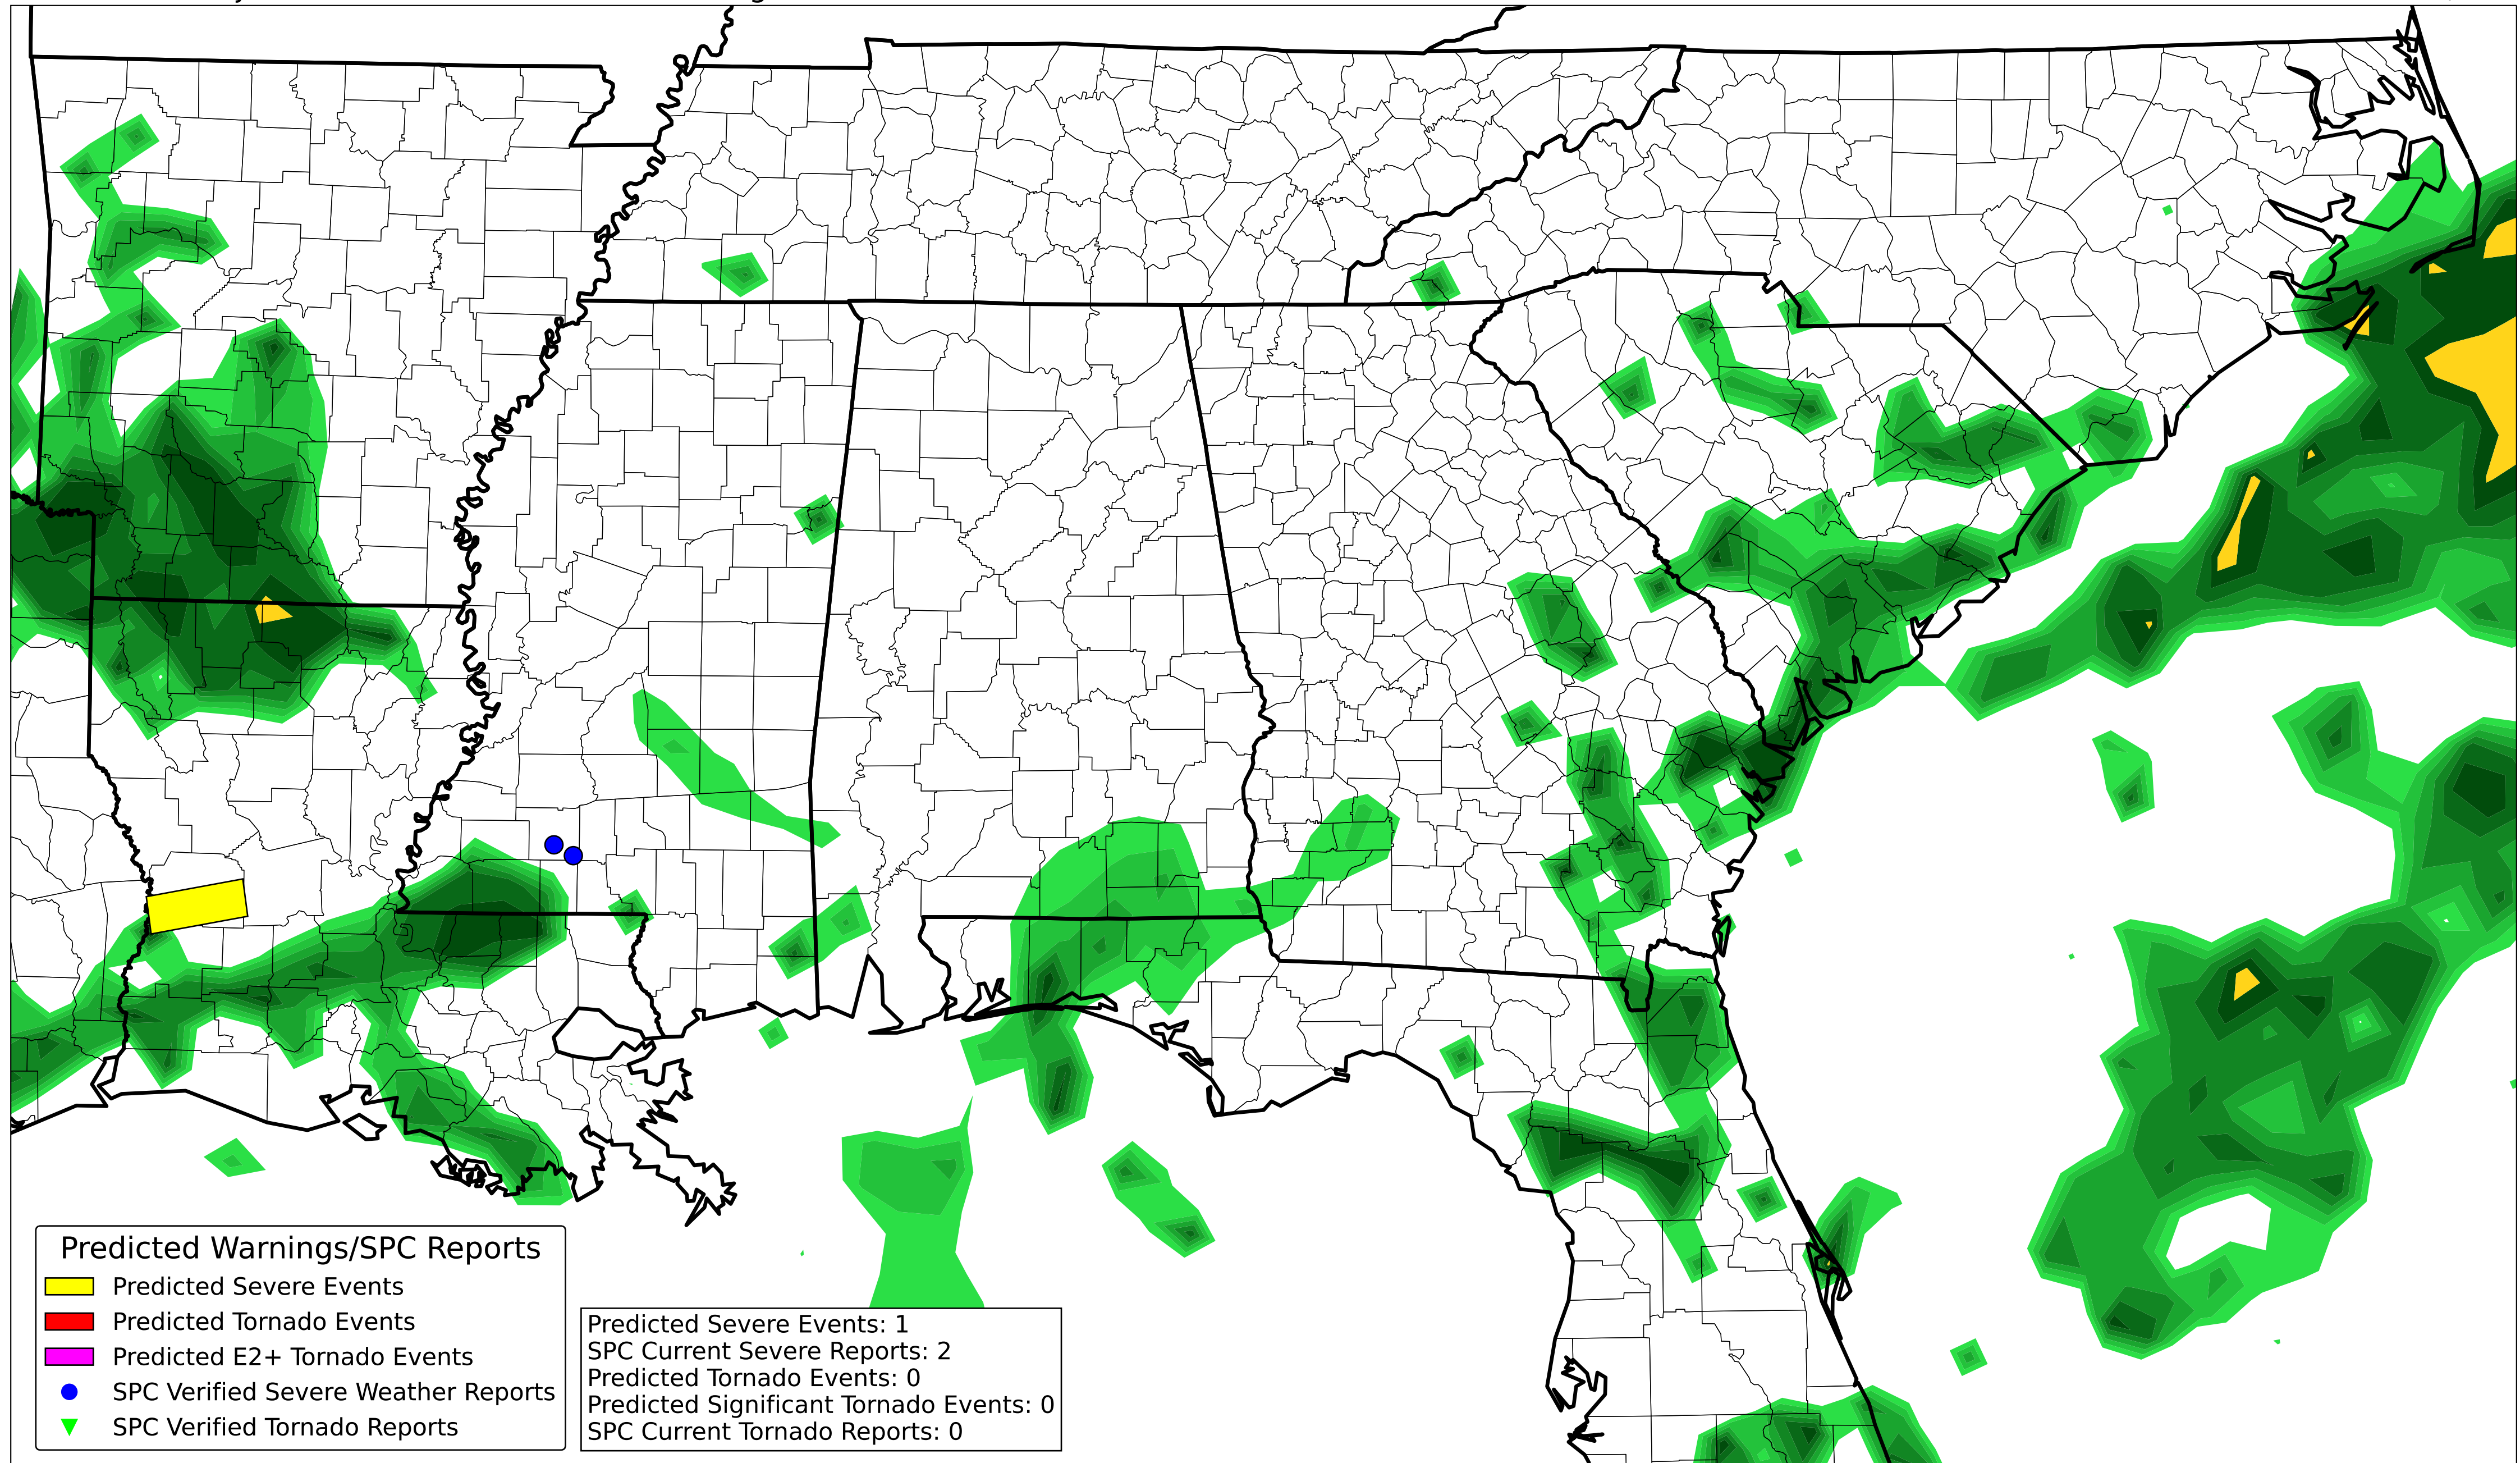 Predicted Warnings/SPC Reports
Predicted Severe Events
Predicted Tornado Events
Predicted E2+ Tornado Events
SPC Verified Severe Weather Reports
SPC Verified Tornado Reports
Predicted Severe Events: 1
SPC Current Severe Reports: 2
Predicted Tornado Events: 0
Predicted Significant Tornado Events: 0
SPC Current Tornado Reports: 0